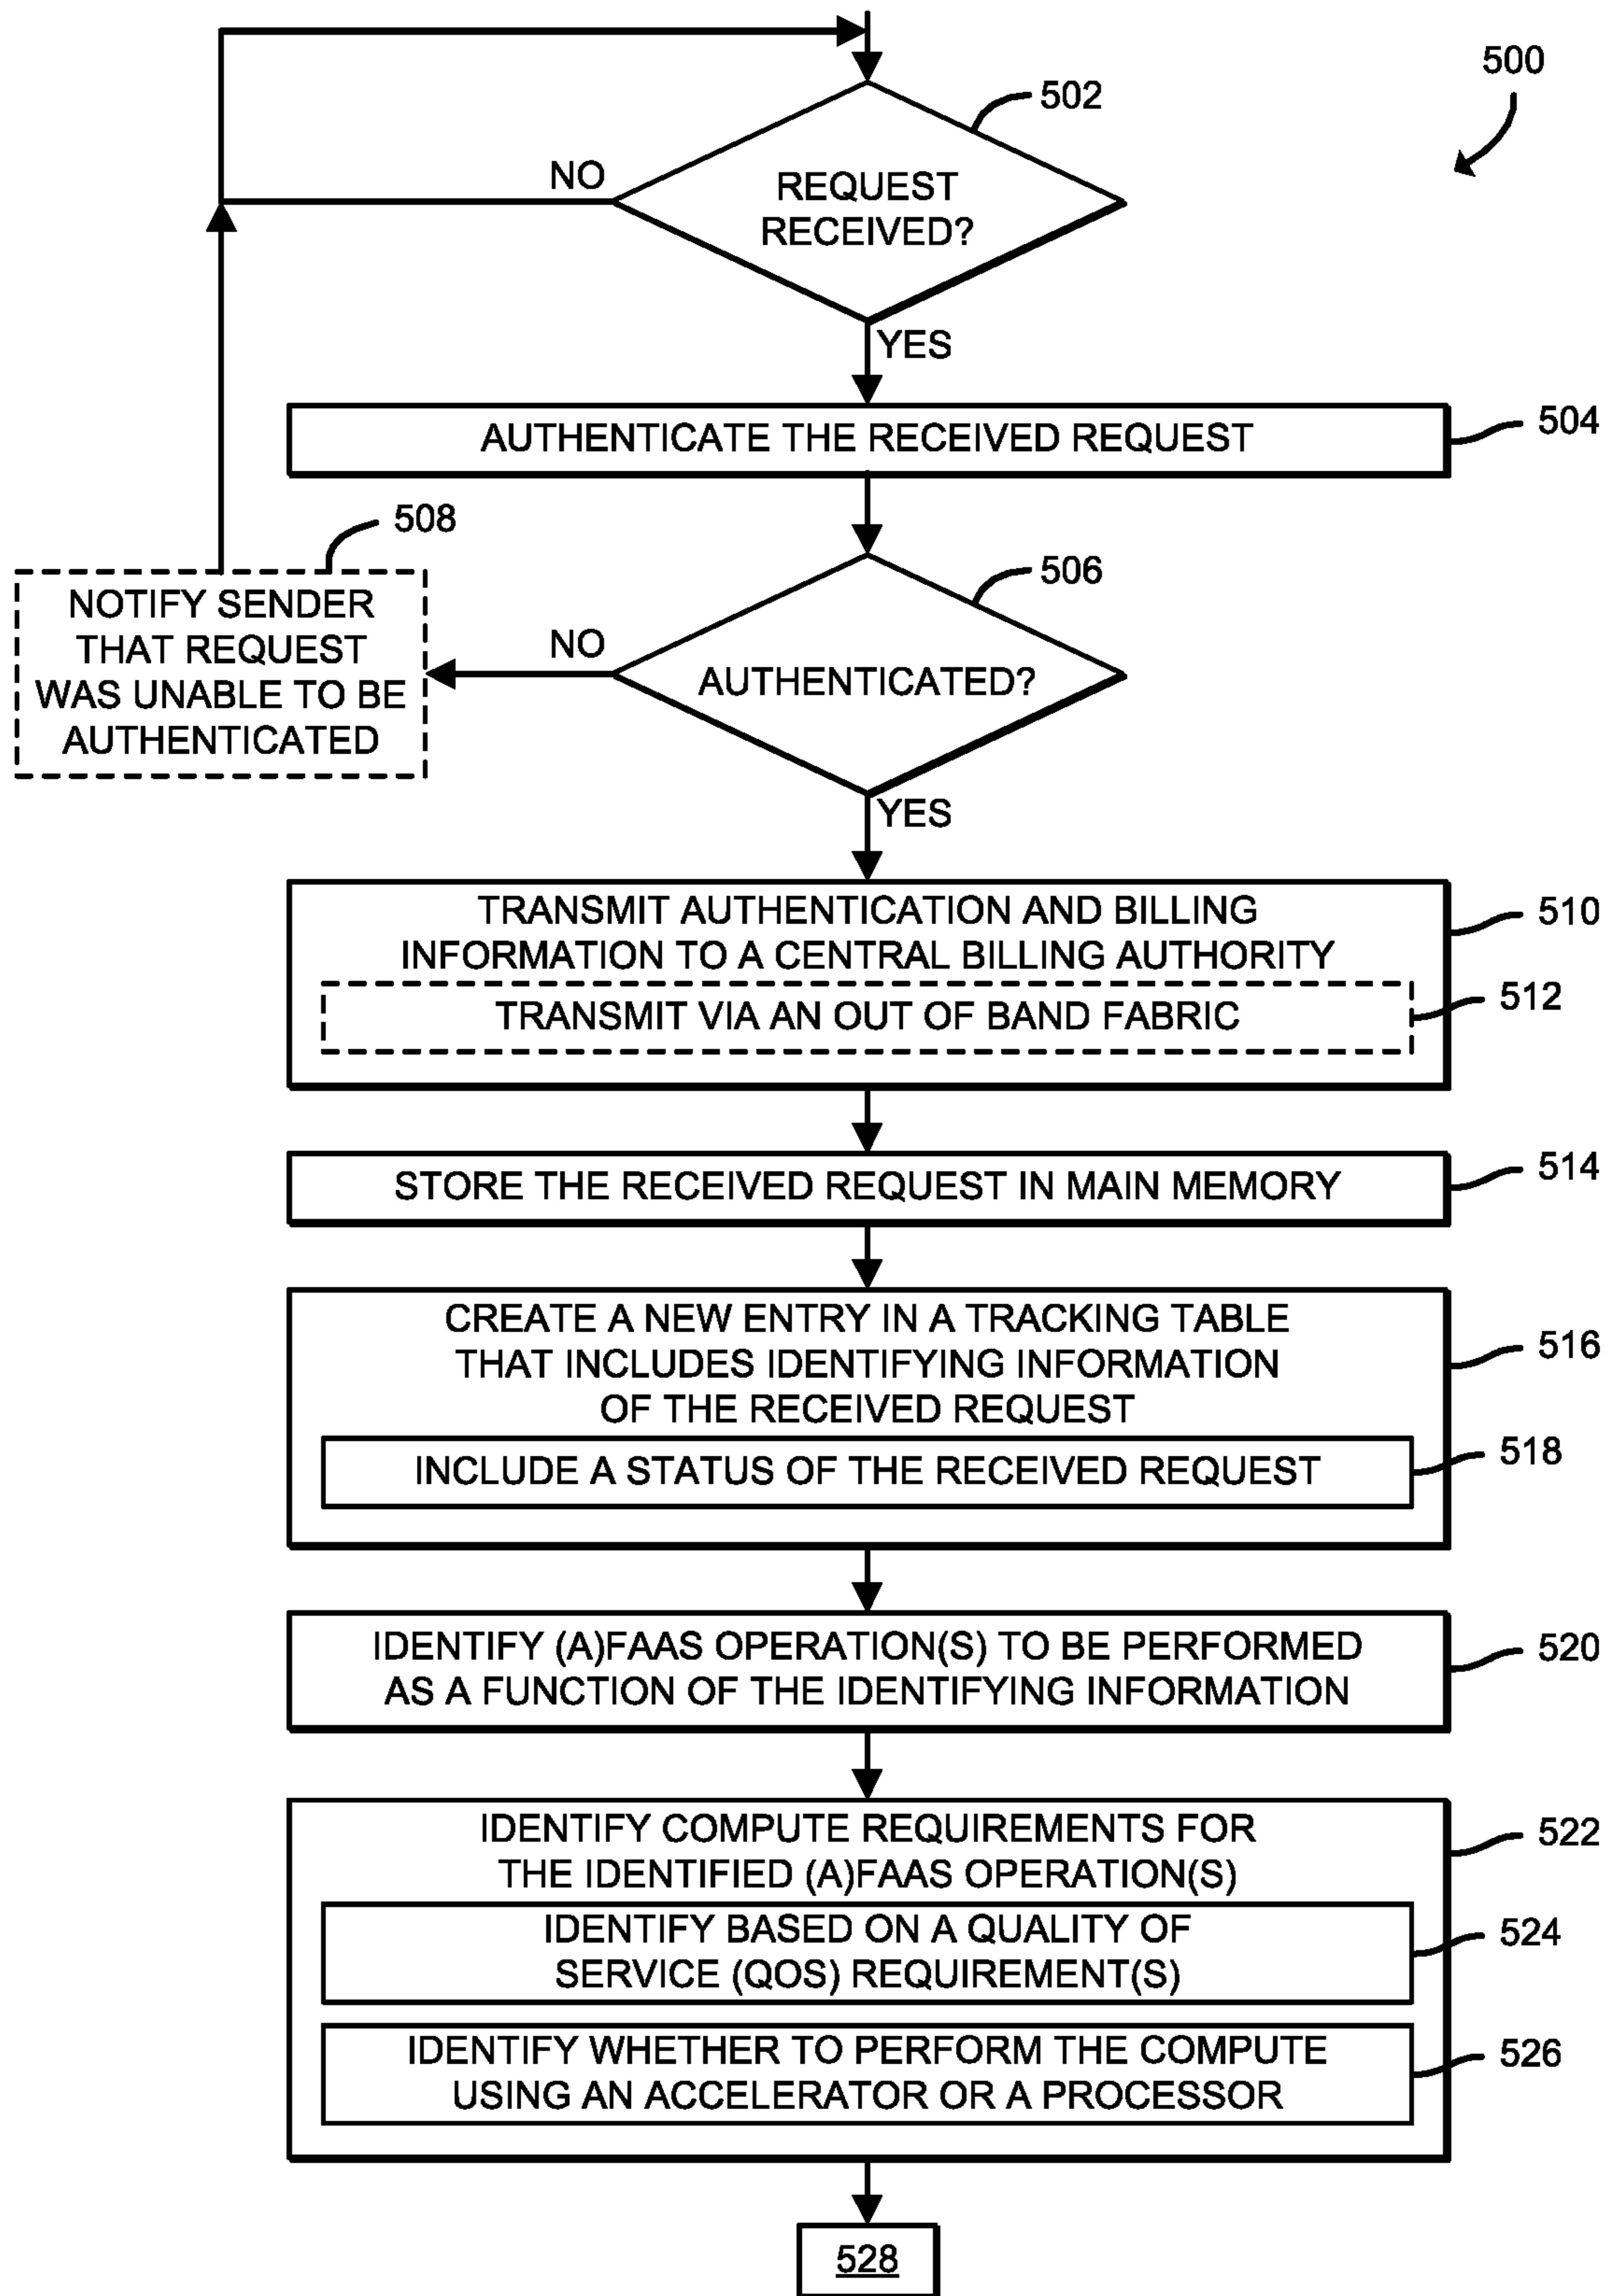 500
502
NO
REQUEST
RECEIVED?
YES
AUTHENTICATE THE RECEIVED REQUEST
504
508
NOTIFY SENDER
THAT REQUEST
WAS UNABLE TO BE
AUTHENTICATED
506
NO
AUTHENTICATED?
YES
TRANSMIT AUTHENTICATION AND BILLING
INFORMATION TO A CENTRAL BILLING AUTHORITY
510
TRANSMIT VIA AN OUT OF BAND FABRIC
512
STORE THE RECEIVED REQUEST IN MAIN MEMORY
514
CREATE A NEW ENTRY IN A TRACKING TABLE
THAT INCLUDES IDENTIFYING INFORMATION
OF THE RECEIVED REQUEST
516
INCLUDE A STATUS OF THE RECEIVED REQUEST
518
IDENTIFY (A)FAAS OPERATION(S) TO BE PERFORMED
AS A FUNCTION OF THE IDENTIFYING INFORMATION
520
IDENTIFY COMPUTE REQUIREMENTS FOR
THE IDENTIFIED (A)FAAS OPERATION(S)
522
IDENTIFY BASED ON A QUALITY OF
SERVICE (QOS) REQUIREMENT(S)
524
IDENTIFY WHETHER TO PERFORM THE COMPUTE
USING AN ACCELERATOR OR A PROCESSOR
526
528